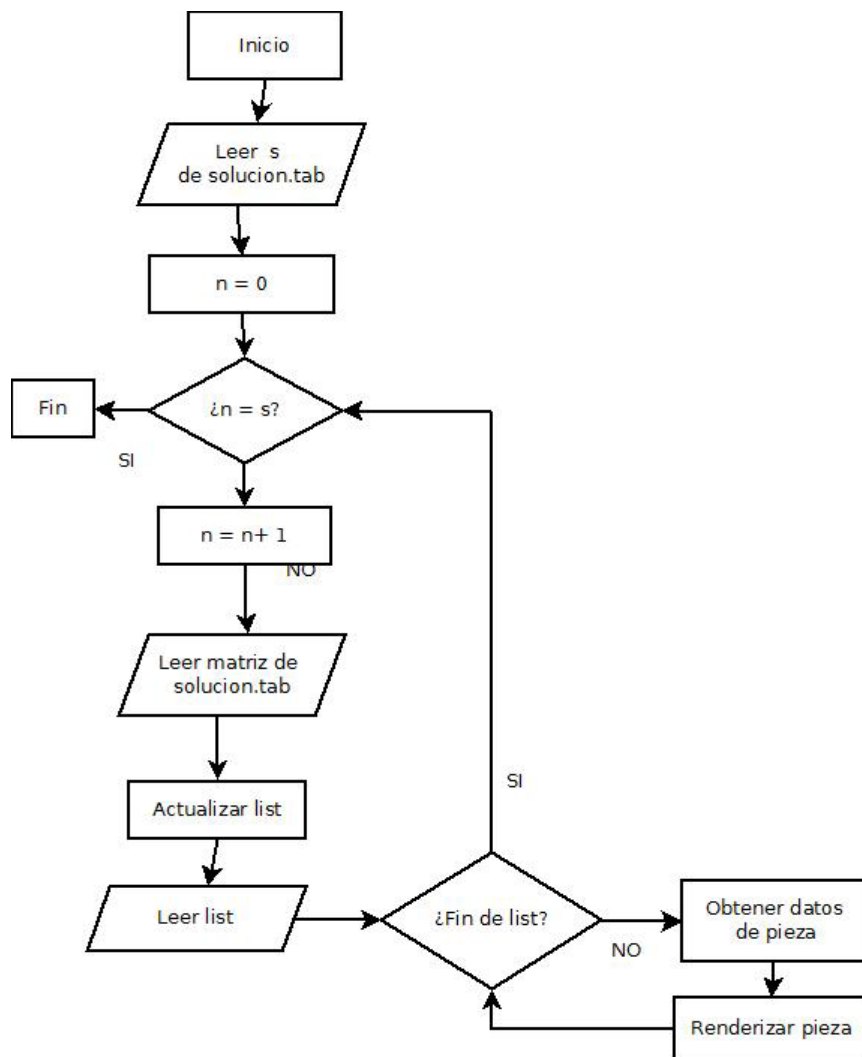 Inicio
Leer s
de solucion.tab
n = 0
¿n = s?
Fin
SI
n = n+ 1
NO
Leer matriz de
solucion.tab
Actualizar list
SI
Leer list
¿Fin de list?
NO
Obtener datos
de pieza
Renderizar pieza